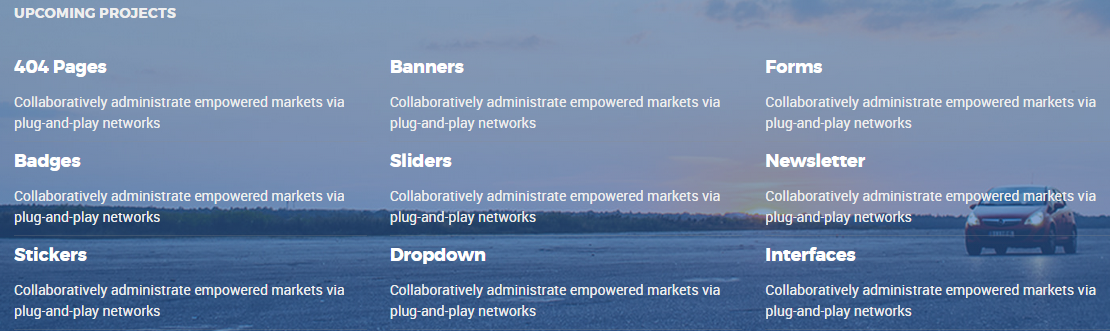 UPCOMING PROJECTS
404 Pages
Collaboratively administrate empowered markets via
plug-and-play networks
Banners
Collaboratively administrate empowered markets via
plug-and-play networks
Forms
Collaboratively administrate empowered markets via
plug-and-play networks
Badges
Collaboratively administrate empowered markets via
plug-and-play networks
Sliders
Collaboratively administrate empowered markets via
plug-and-play networks
Newsletter
Collaboratively administrate empowered markets via
plug-and-play networks
Stickers
Collaboratively administrate empowered markets via
plug-and-play networks
Dropdown
Collaboratively administrate empowered markets via
plug-and-play networks
Interfaces
Collaboratively administrate empowered markets via
plug-and-play networks